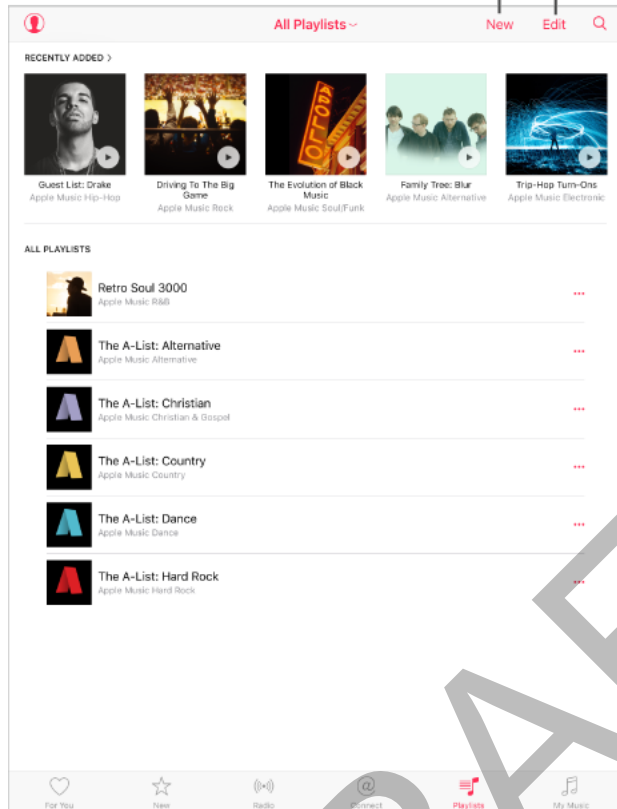 All Playlists
New Edit
RECENTLY ADDED >
Guest List: Drake
Apple Music Hip-Hop
Driving To The Big
Game
Apple Music Rock
The Evolution of Black
Music
Apple Music Soul/Funk
Family Tree: Blur
Apple Music Alternative
Trip-Hop Turn-Ons
Apple Music Electronic
APOLLO
ALL PLAYLISTS
Retro Soul 3000
Apple Music R&B
The A-List: Alternative
Apple Music Alternative
The A-List: Christian
Apple Music Christian & Gospel
The A-List: Country
Apple Music Country
The A-List: Dance
Apple Music Dance
The A-List: Hard Rock
Apple Music Hard Rock
For You
New
Radio
Connect
Playlists
My Music